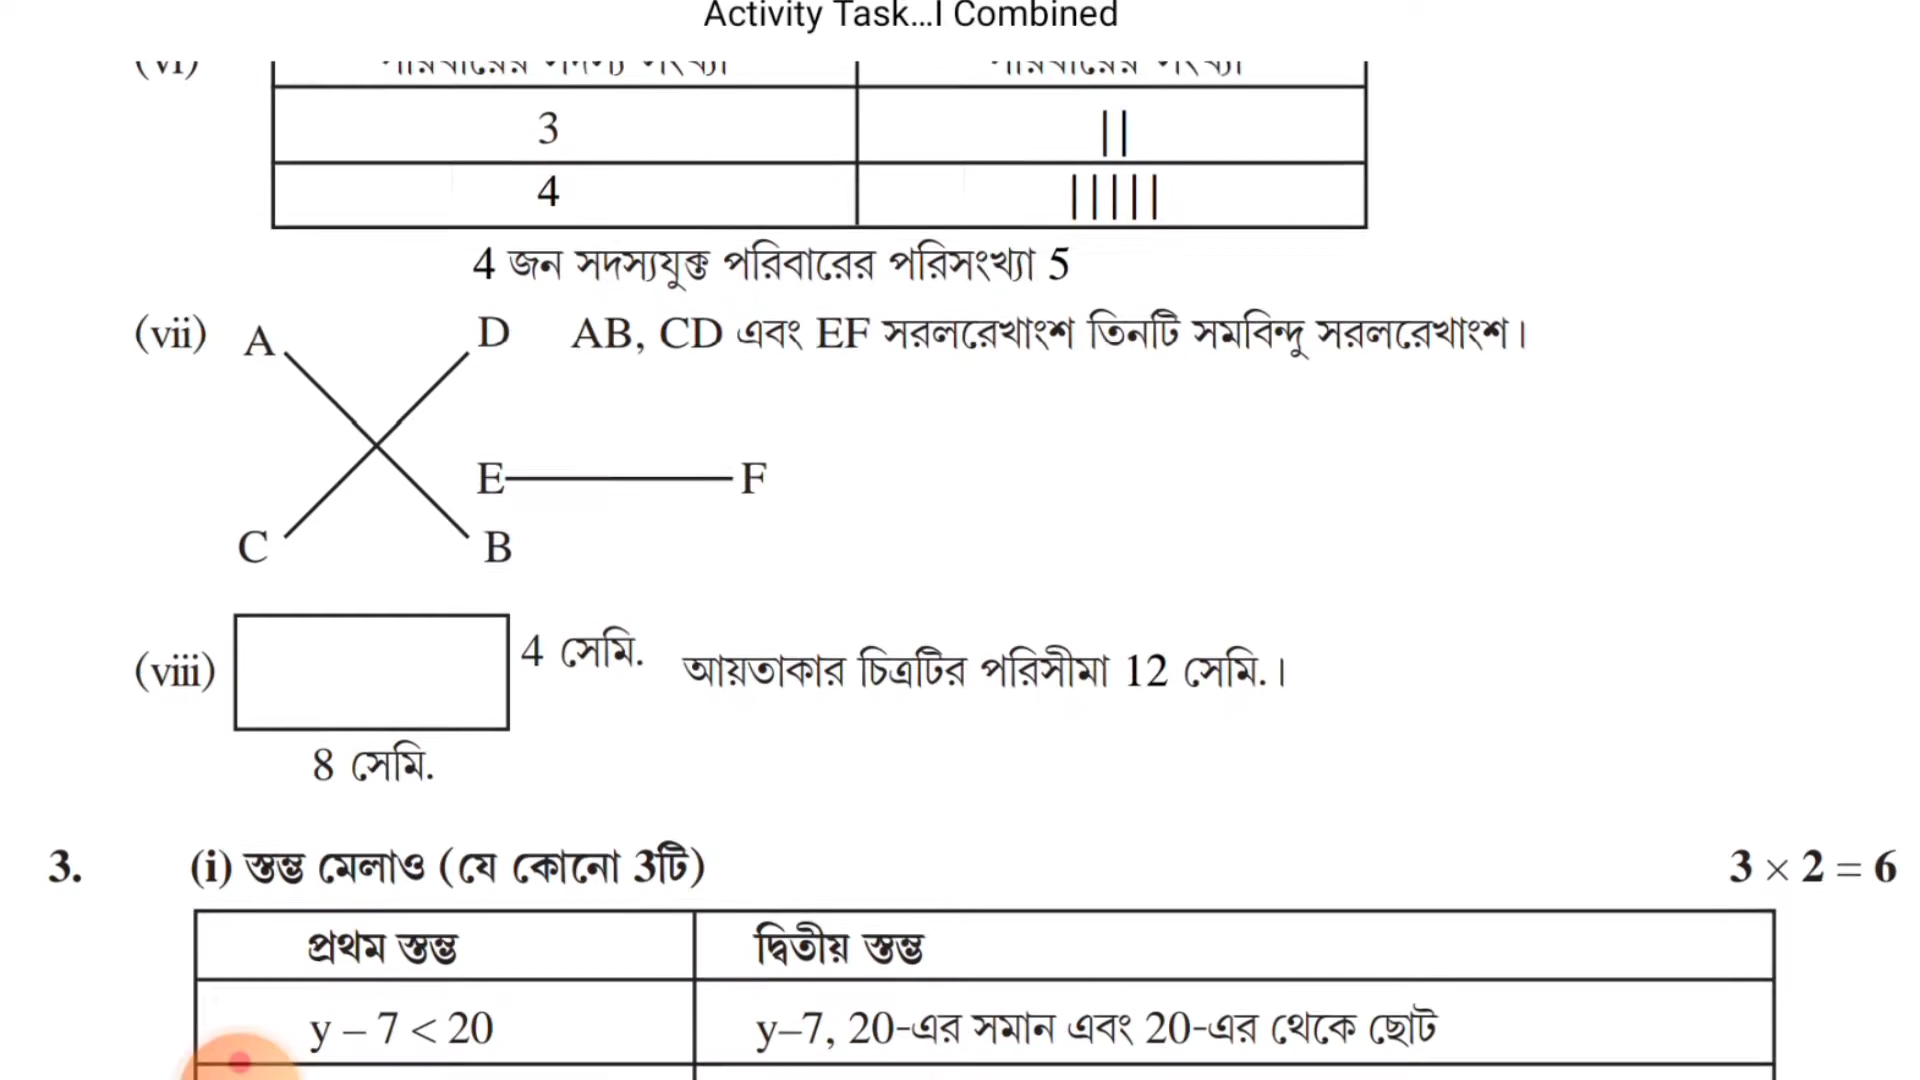 Activity Task...I Combined
(vi)
3 ||
4 |||||
4 জন সদস্যযুক্ত পরিবারের পরিসংখ্যা 5
(vii) A D AB, CD এবং EF সরলরেখাংশ তিনটি সমবিন্দু সরলরেখাংশ।
E F
C B
(viii) 4 সেমি. আয়তাকার চিত্রটির পরিসীমা 12 সেমি.।
8 সেমি.
3. (i) স্তম্ভ মেলাও (যে কোনো 3টি) 3 × 2 = 6
প্রথম স্তম্ভ দ্বিতীয় স্তম্ভ
y – 7 < 20 y–7, 20-এর সমান এবং 20-এর থেকে ছোট